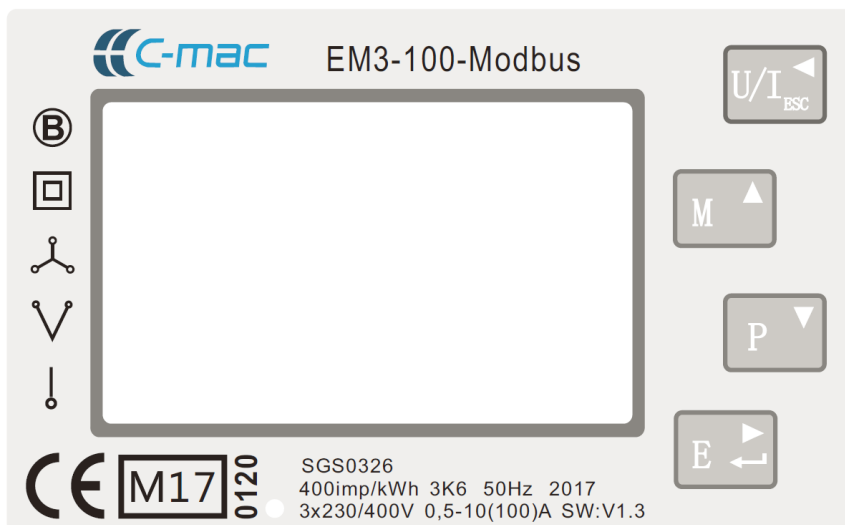 C-mac EM3-100-Modbus
U/I ESC
B
M
P
E
CE M17 0120
SGS0326
400imp/kWh 3K6 50Hz 2017
3x230/400V 0,5-10(100)A SW:V1.3